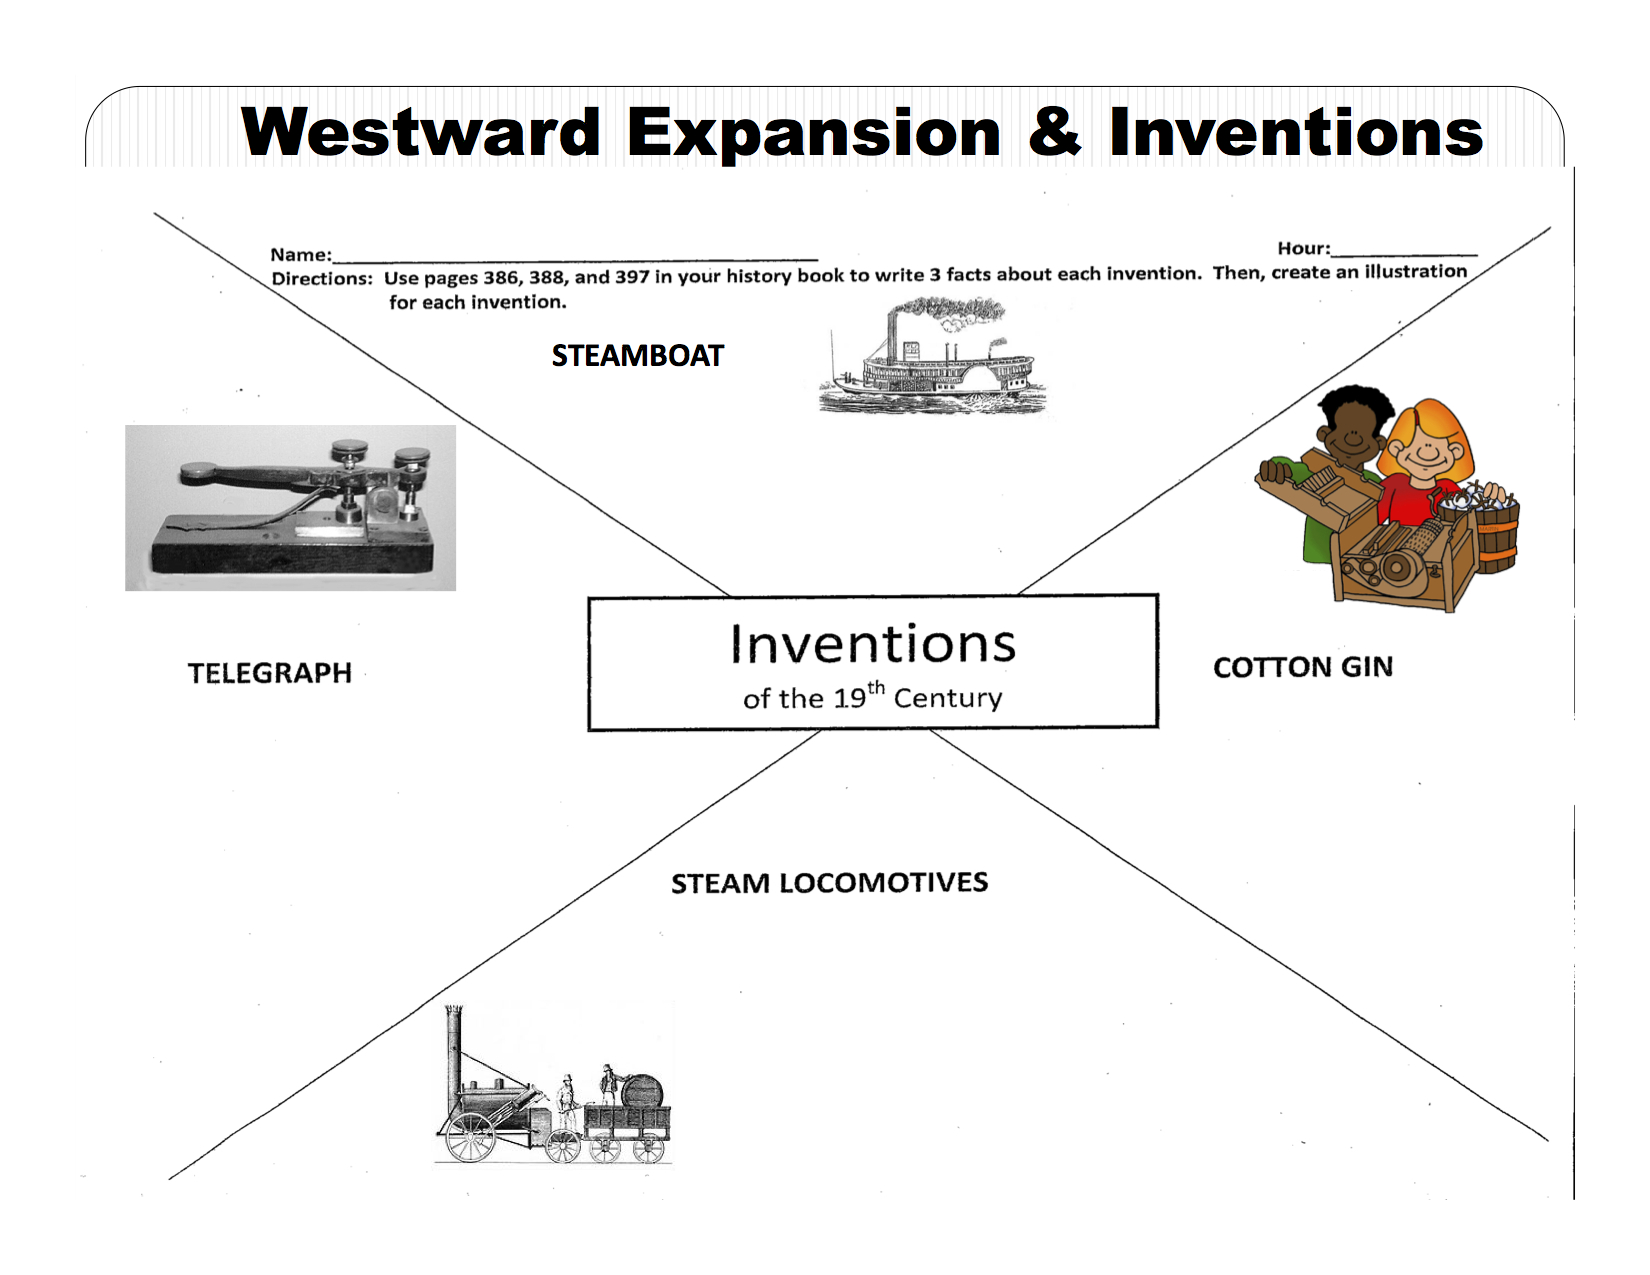 Westward Expansion & Inventions
Name:
Hour:
Directions: Use pages 386, 388, and 397 in your history book to write 3 facts about each invention. Then, create an illustration
for each invention.
STEAMBOAT
TELEGRAPH
Inventions
of the 19th Century
COTTON GIN
STEAM LOCOMOTIVES